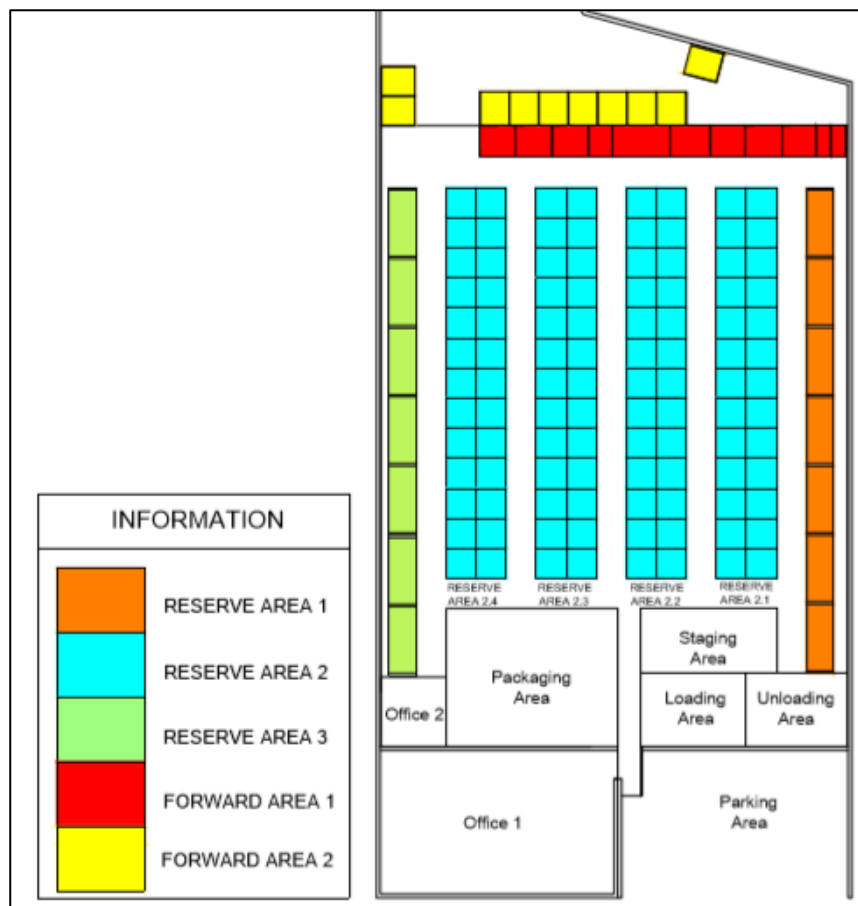 RESERVE
AREA 2.4
RESERVE
AREA 2.3
RESERVE
AREA 2.2
RESERVE
AREA 2.1
Staging
Area
Packaging
Area
Office 2
Loading
Area
Unloading
Area
Office 1
Parking
Area
INFORMATION
RESERVE AREA 1
RESERVE AREA 2
RESERVE AREA 3
FORWARD AREA 1
FORWARD AREA 2